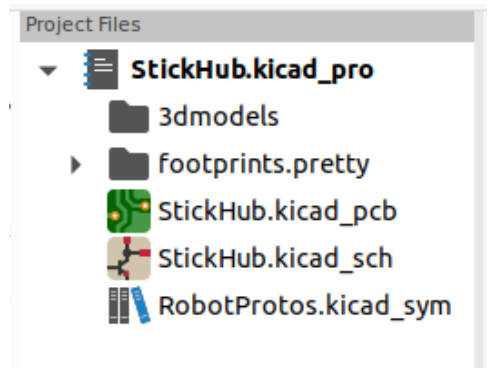 Project Files
StickHub.kicad_pro
3dmodels
footprints.pretty
StickHub.kicad_pcb
StickHub.kicad_sch
RobotProtos.kicad_sym